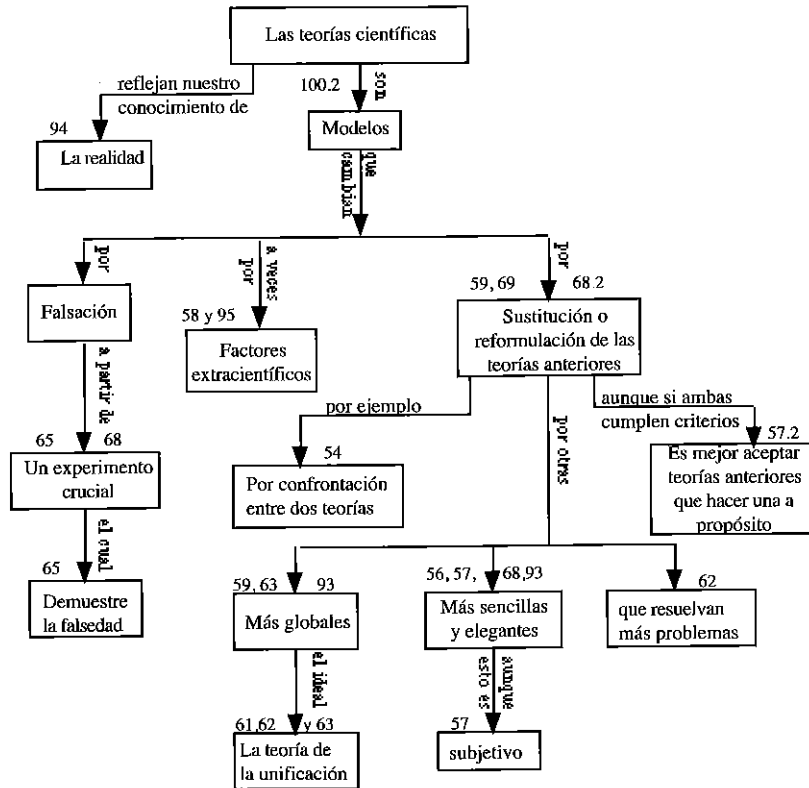 Las teorías científicas
reflejan nuestro
conocimiento de
100.2
son
94
La realidad
Modelos
que
cambian
por
a veces
por
por
59, 69
68.2
Falsación
58 y 95
Factores
extracientíficos
Sustitución o
reformulación de las
teorías anteriores
a partir de
por ejemplo
por otras
aunque si ambas
cumplen criterios
65
68
Un experimento
crucial
54
Por confrontación
entre dos teorías
57.2
Es mejor aceptar
teorías anteriores
que hacer una a
propósito
el cual
65
Demuestre
la falsedad
59, 63
93
Más globales
56, 57,
68,93
Más sencillas
y elegantes
62
que resuelvan
más problemas
el ideal
aunque
esto es
61,62
y 63
La teoría de
la unificación
57
subjetivo